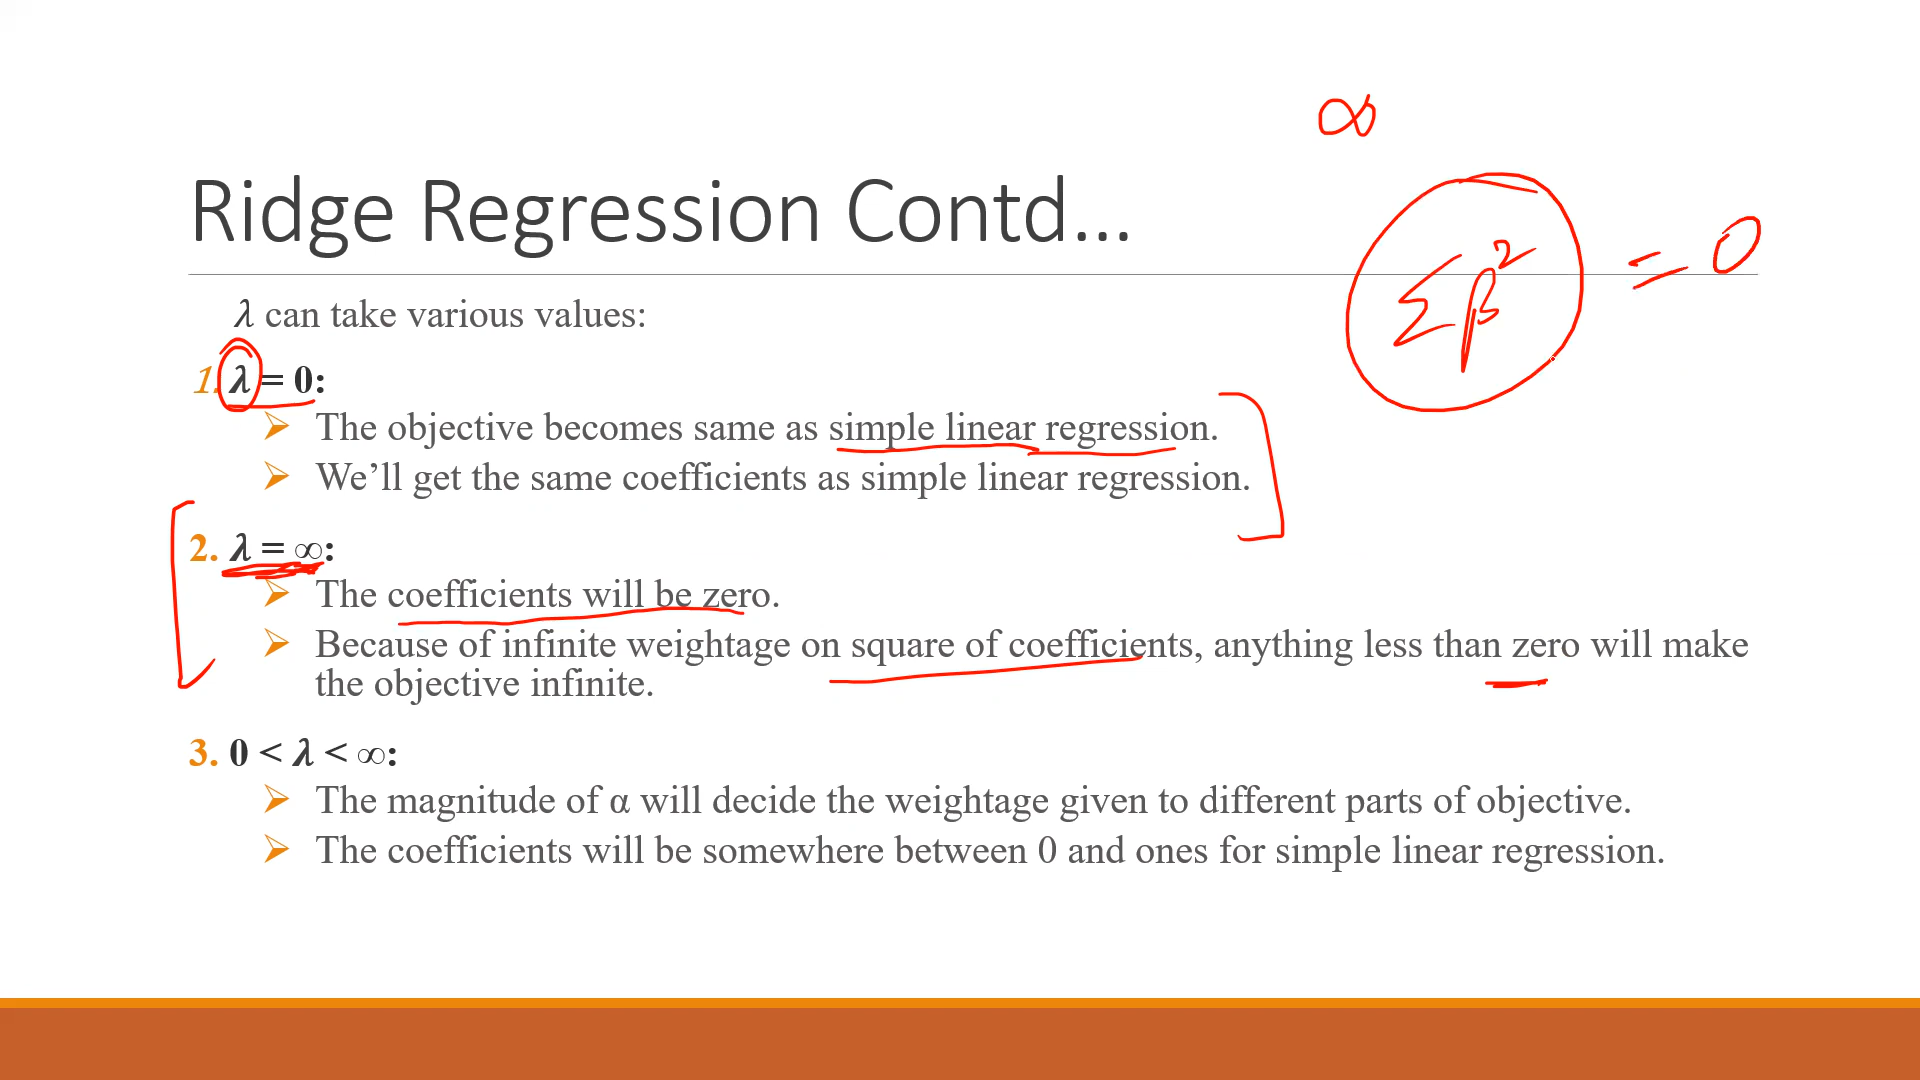 ∞
Ridge Regression Contd...
Σβ² = 0
λ can take various values:
1. λ = 0:
The objective becomes same as simple linear regression.
We’ll get the same coefficients as simple linear regression.
2. λ = ∞:
The coefficients will be zero.
Because of infinite weightage on square of coefficients, anything less than zero will make
the objective infinite.
3. 0 < λ < ∞:
The magnitude of α will decide the weightage given to different parts of objective.
The coefficients will be somewhere between 0 and ones for simple linear regression.